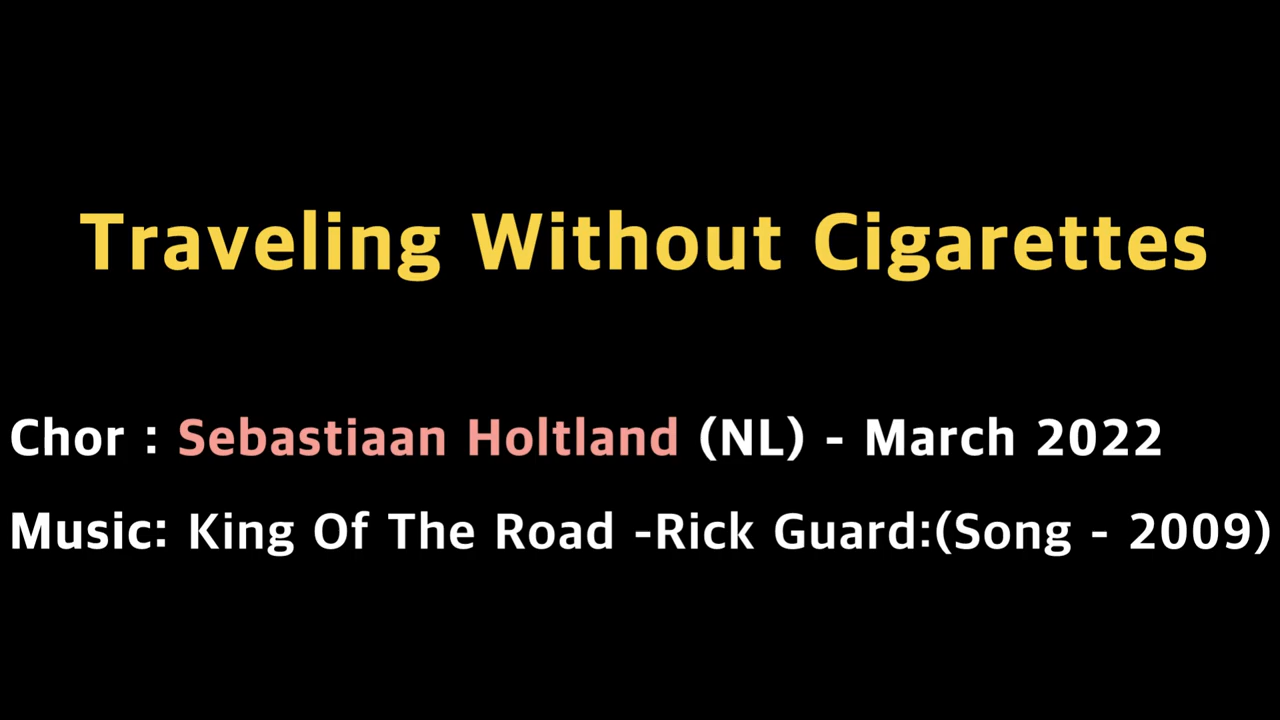 Traveling Without Cigarettes
Chor : Sebastiaan Holtland (NL) - March 2022
Music: King Of The Road -Rick Guard:(Song - 2009)